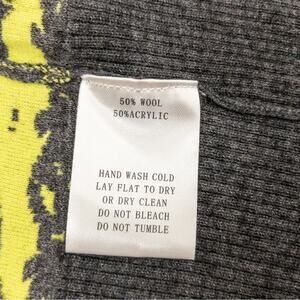 50% WOOL
50%ACRYLIC
HAND WASH COLD
LAY FLAT TO DRY
OR DRY CLEAN
DO NOT BLEACH
DO NOT TUMBLE